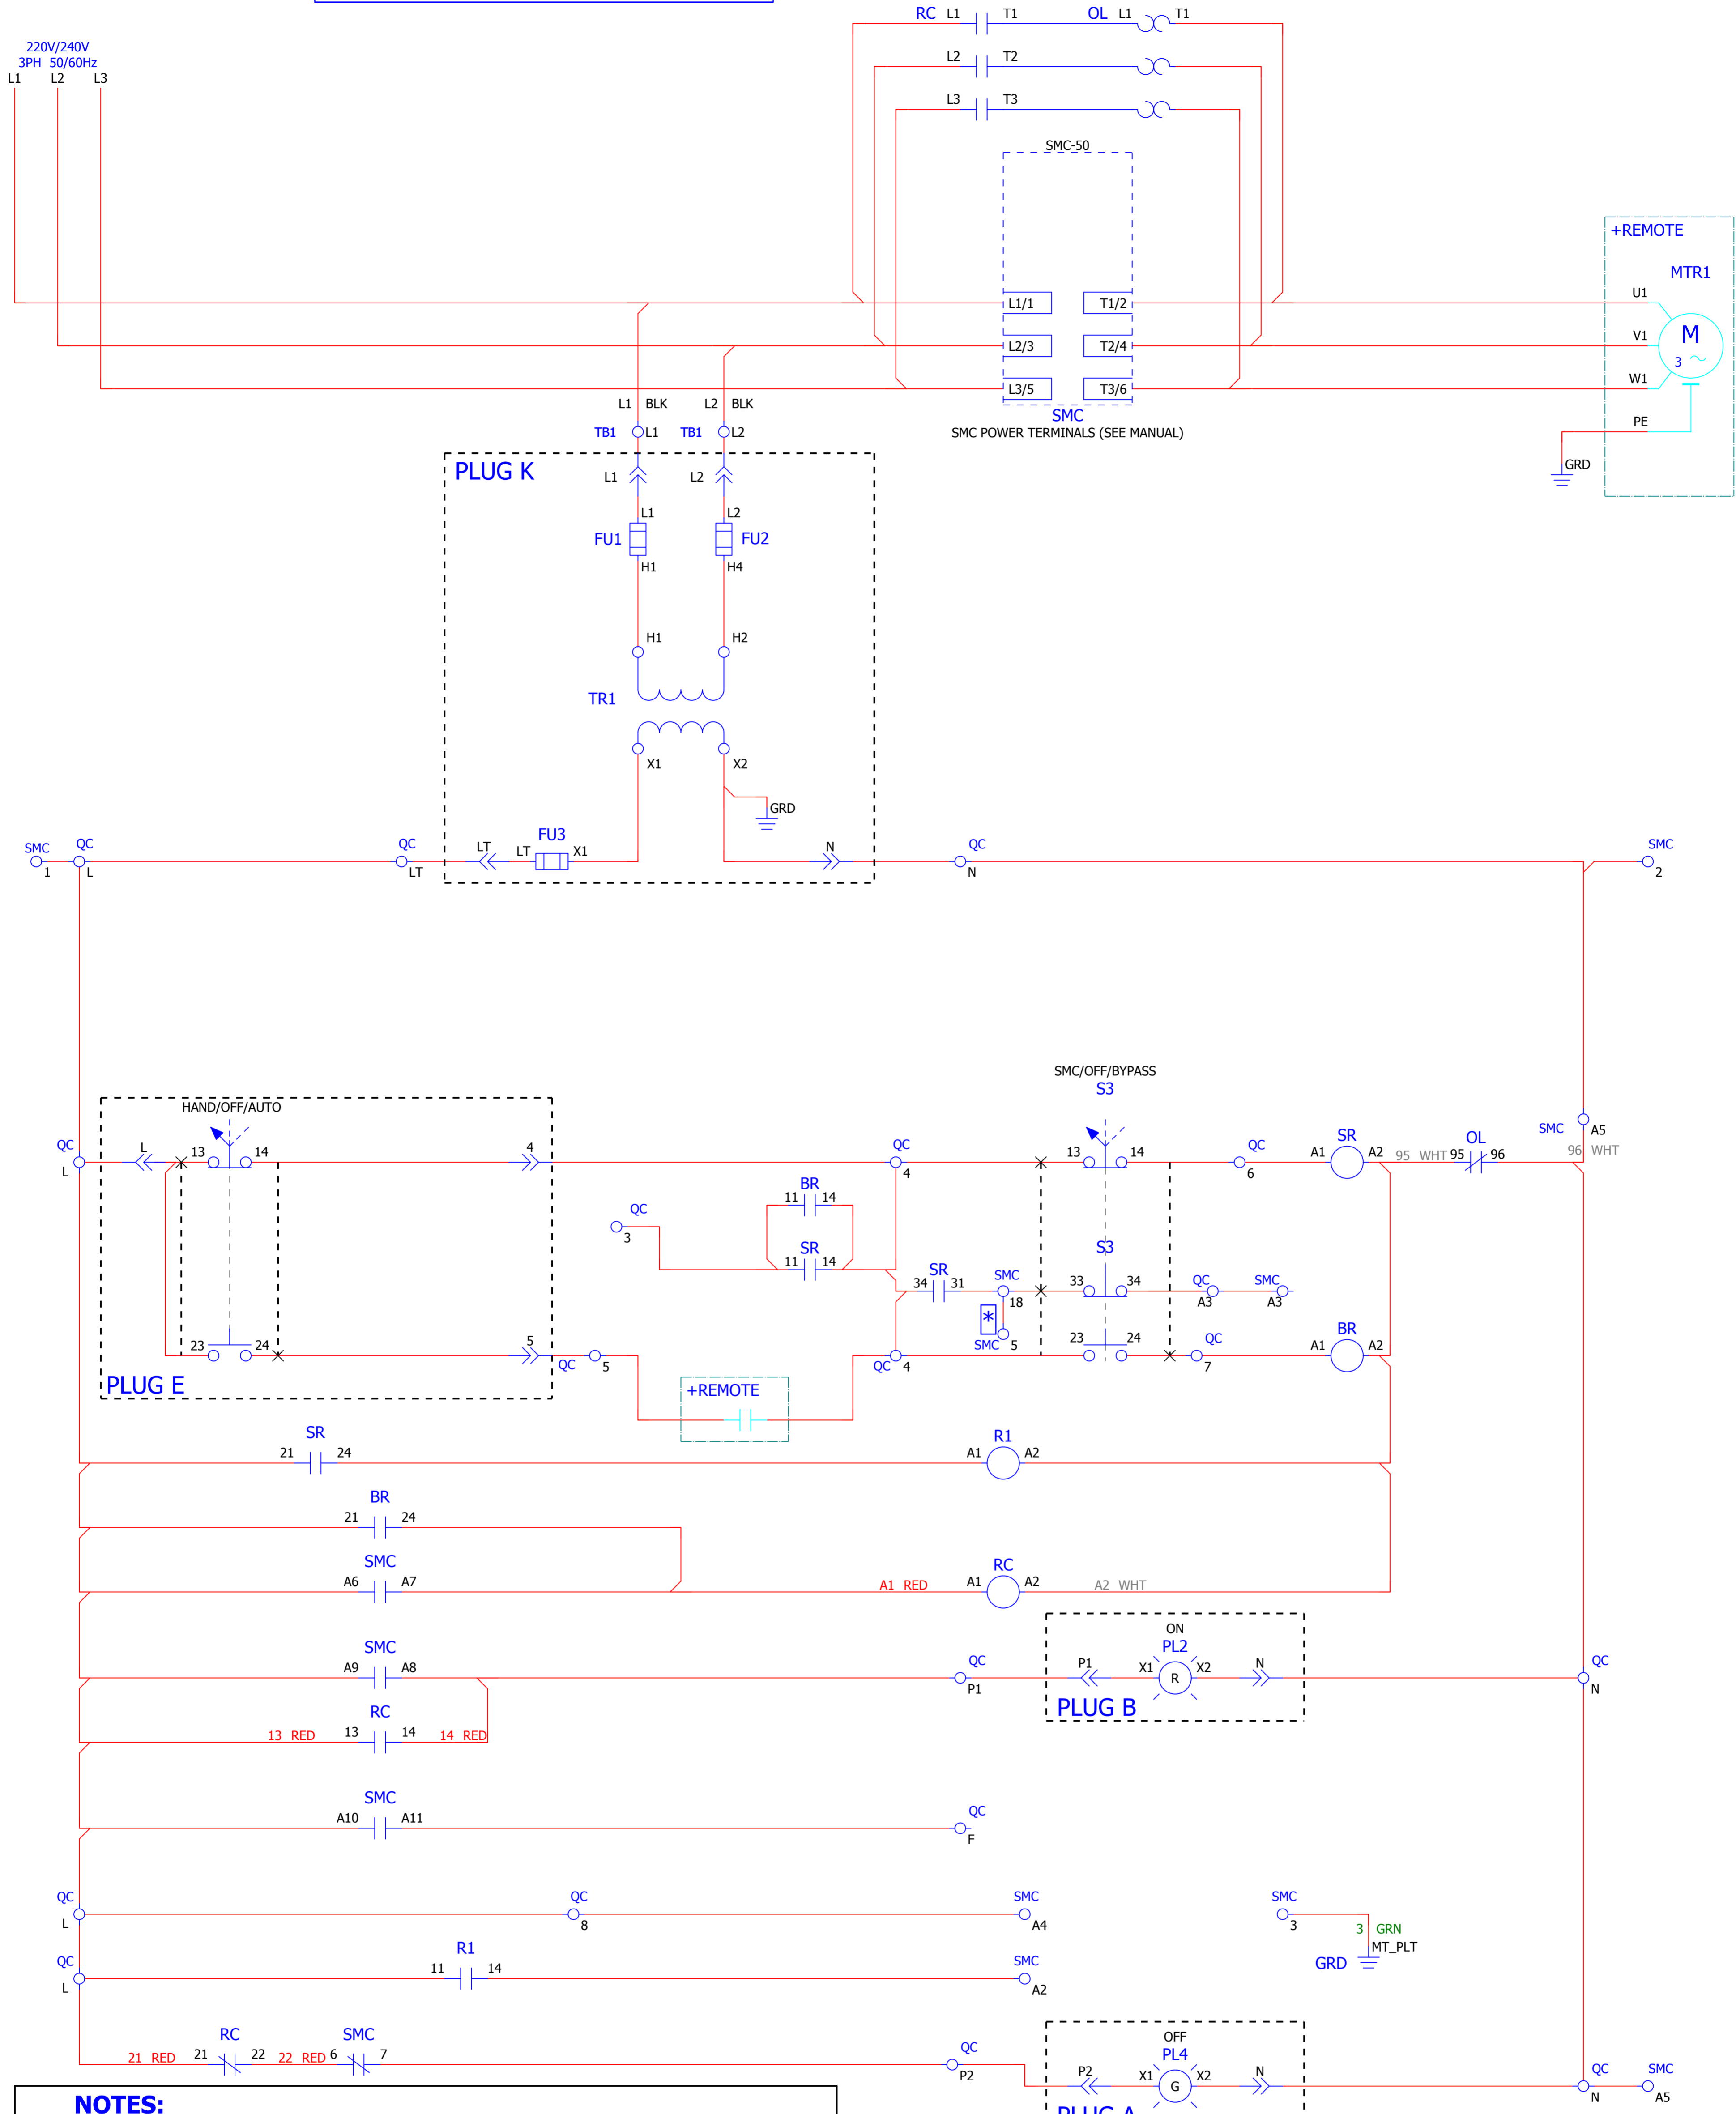 RC L1 T1 OL L1 T1
220V/240V
3PH 50/60Hz
L1 L2 L3
L2 T2
L3 T3
SMC-50
+REMOTE
MTR1
L1/1 T1/2 U1
M
3
L2/3 T2/4 V1
L3/5 T3/6 W1
L1 BLK L2 BLK
SMC
PE
TB1 L1 TB1 L2
SMC POWER TERMINALS (SEE MANUAL)
GRD
PLUG K
L1 L2
L1 L2
FU1 FU2
H1 H4
H1 H2
TR1
X1 X2
GRD
SMC QC QC FU3 QC SMC
LT LT X1 N
1 L LT N 2
SMC/OFF/BYPASS
S3
HAND/OFF/AUTO
SMC A5
QC L 13 14 4 QC 13 14 QC SR OL
A1 A2 95 WHT 95 96 96 WHT
L 4 6
BR
11 14
QC
3
SR
11 14
S3
SR
34 31 SMC 33 34 QC SMC
18 A3 A3
*
SMC 5
23 24 5 23 24 QC BR
A1 A2
QC 5 QC 4 7
PLUG E
+REMOTE
SR R1
21 24 A1 A2
BR
21 24
SMC RC
A6 A7 A1 RED A1 A2 A2 WHT
ON
SMC PL2
A9 A8 QC P1 X1 R X2 N QC
P1 N
PLUG B
RC
13 RED 13 14 14 RED
SMC
A10 A11 QC
F
QC QC SMC SMC
L 8 A4 3
3 GRN
MT_PLT
GRD
QC R1 SMC
11 14
L A2
OFF
RC SMC PL4
21 RED 21 22 22 RED 6 7 QC
P2 P2 X1 G X2 N QC SMC
N A5
NOTES:
PLUG A